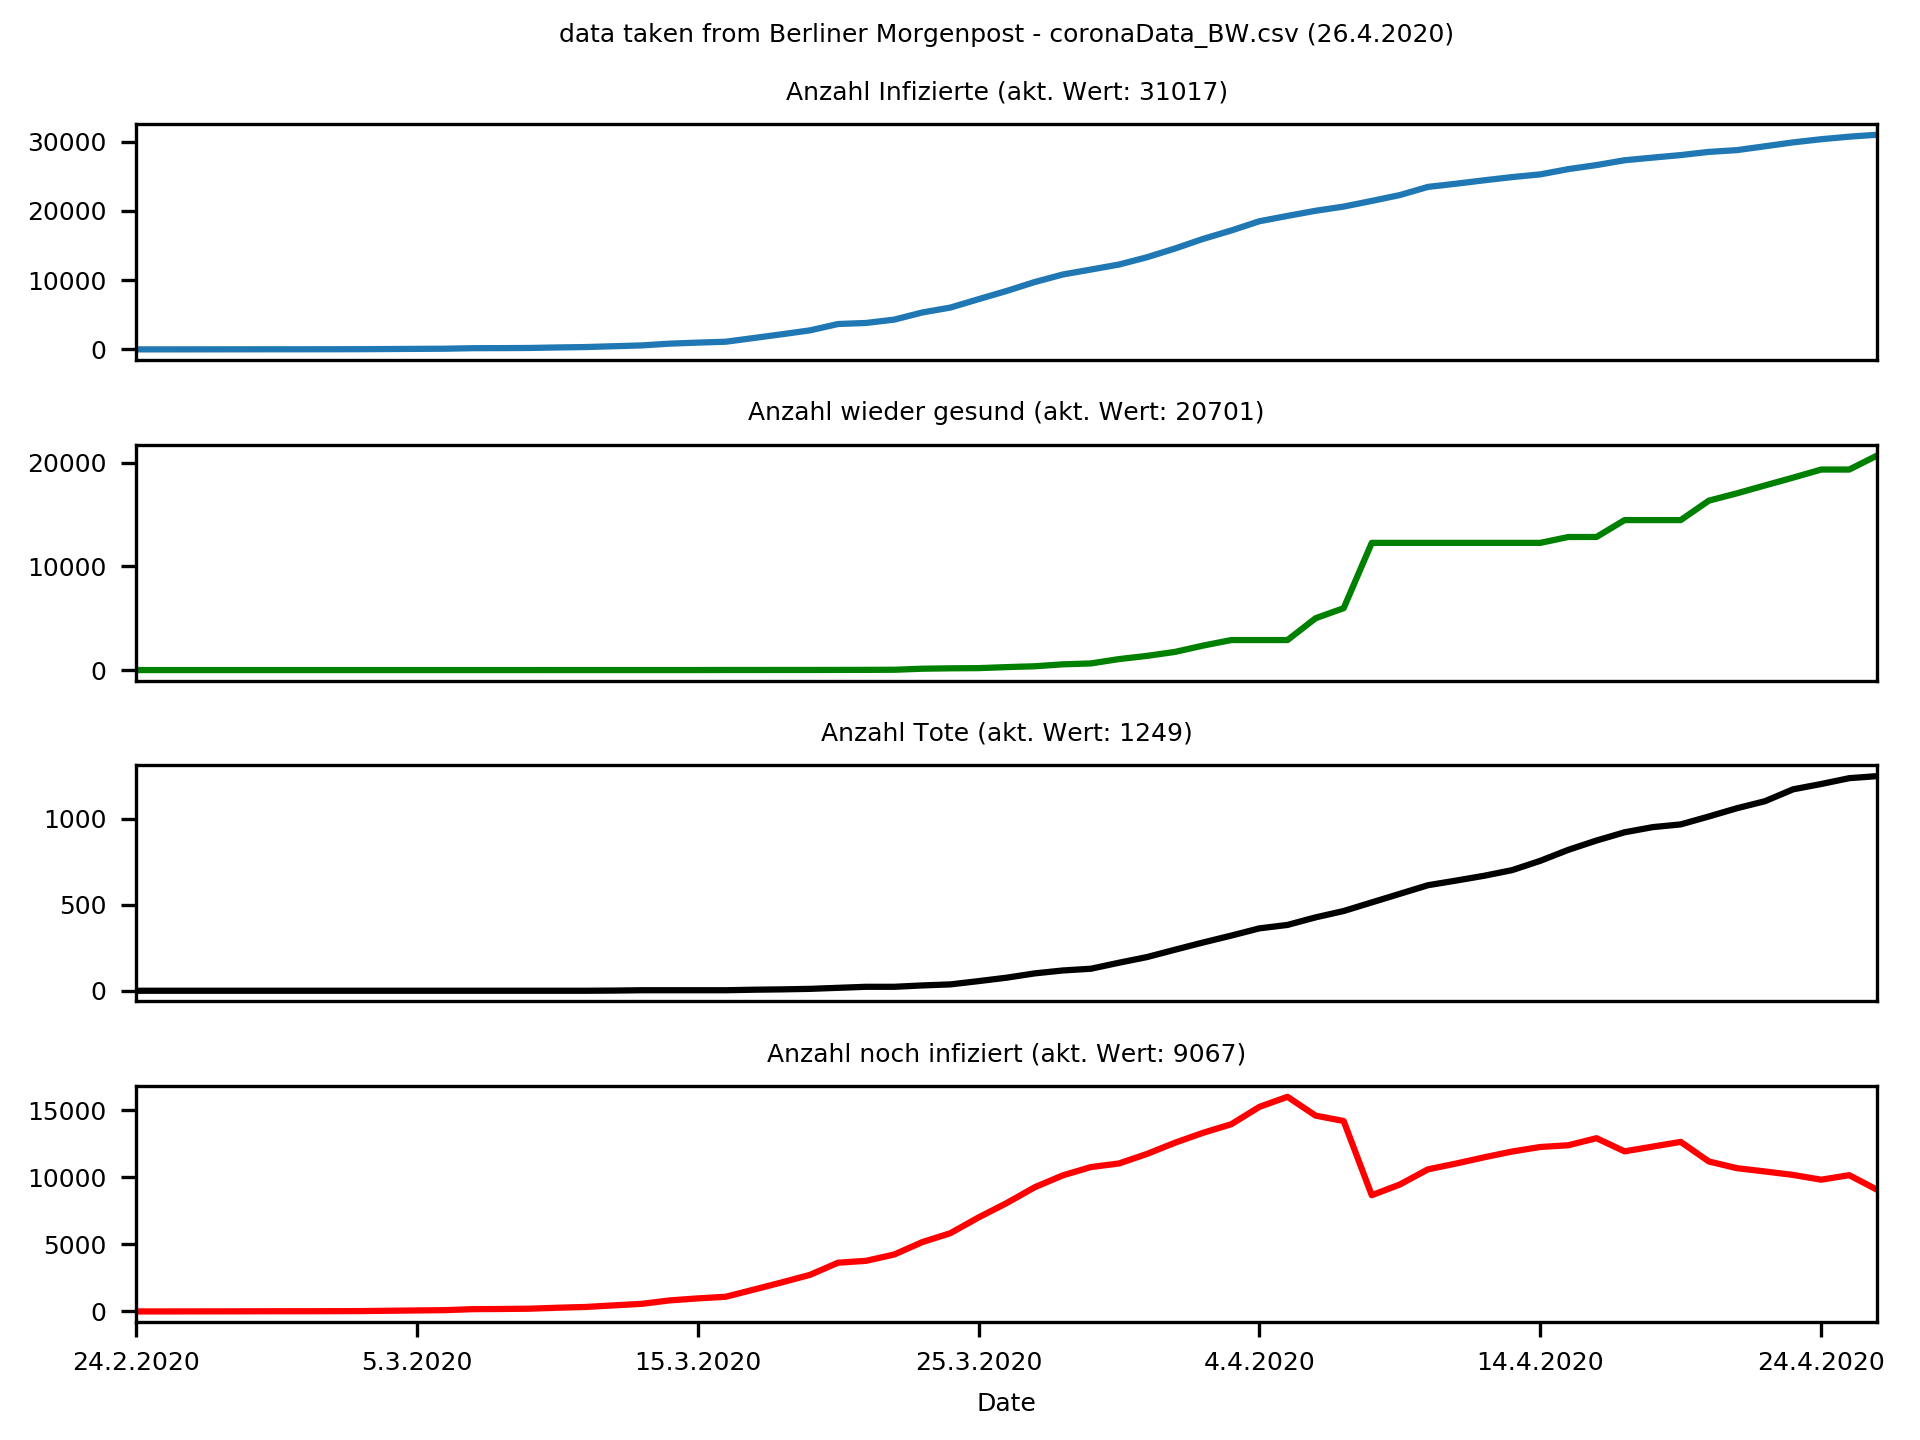 data taken from Berliner Morgenpost - coronaData_BW.csv (26.4.2020)
Anzahl Infizierte (akt. Wert: 31017)
30000
20000
10000
0
Anzahl wieder gesund (akt. Wert: 20701)
20000
10000
0
Anzahl Tote (akt. Wert: 1249)
1000
500
0
Anzahl noch infiziert (akt. Wert: 9067)
15000
10000
5000
0
24.2.2020 5.3.2020 15.3.2020 25.3.2020 4.4.2020 14.4.2020 24.4.2020
Date